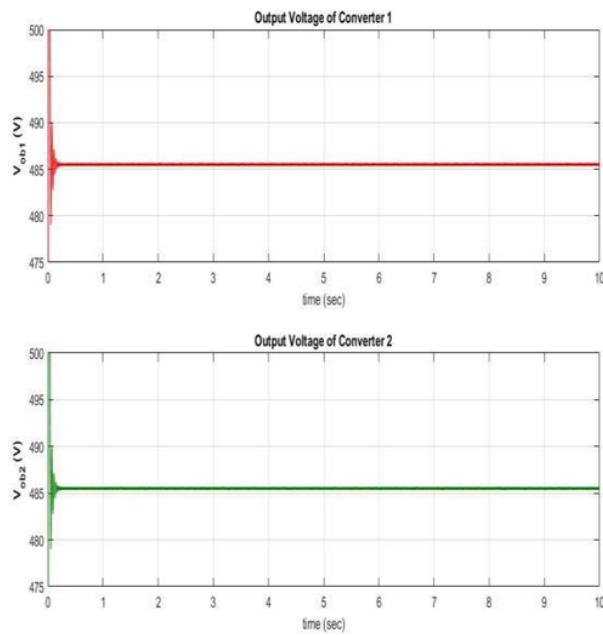 Output Voltage of Converter 1
500
495
490
485
480
475
V_ob1 (V)
0 1 2 3 4 5 6 7 8 9 10
time (sec)
Output Voltage of Converter 2
500
495
490
485
480
475
V_ob2 (V)
0 1 2 3 4 5 6 7 8 9 10
time (sec)